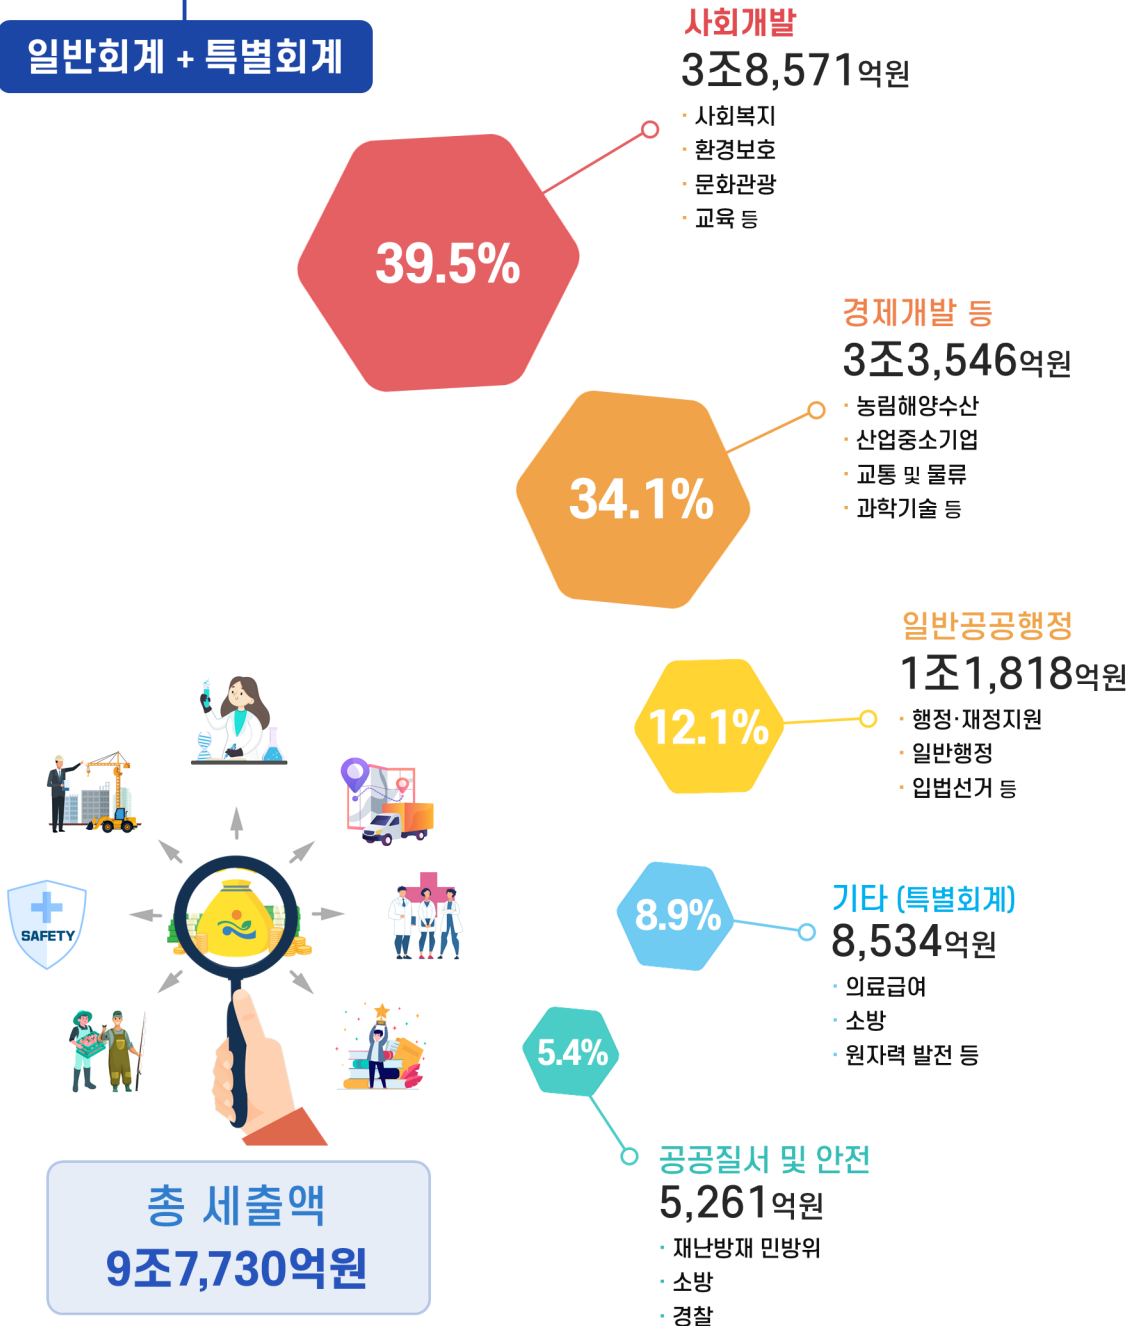 일반회계 + 특별회계
사회개발
3조8,571억원
· 사회복지
· 환경보호
· 문화관광
· 교육 등
39.5%
경제개발 등
3조3,546억원
· 농림해양수산
· 산업중소기업
· 교통 및 물류
· 과학기술 등
34.1%
일반공공행정
1조1,818억원
· 행정·재정지원
· 일반행정
· 입법선거 등
12.1%
기타 (특별회계)
8,534억원
· 의료급여
· 소방
· 원자력 발전 등
8.9%
5.4%
공공질서 및 안전
5,261억원
· 재난방재 민방위
· 소방
· 경찰
SAFETY
총 세출액
9조7,730억원